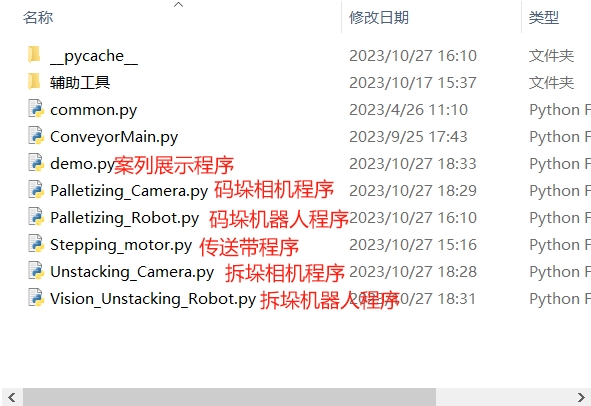 名称 修改日期 类型
__pycache__ 2023/10/27 16:10 文件夹
辅助工具 2023/10/17 15:37 文件夹
common.py 2023/4/26 11:10 Python F
ConveyorMain.py 2023/9/25 17:43 Python F
demo.py案列展示程序 2023/10/27 18:33 Python F
Palletizing_Camera.py 码垛相机程序 2023/10/27 18:29 Python F
Palletizing_Robot.py 码垛机器人程序 2023/10/27 16:10 Python F
Stepping_motor.py 传送带程序 2023/10/27 15:16 Python F
Unstacking_Camera.py 拆垛相机程序 2023/10/27 18:28 Python F
Vision_Unstacking_Robot.py 拆垛机器人程序 2023/10/27 18:31 Python F